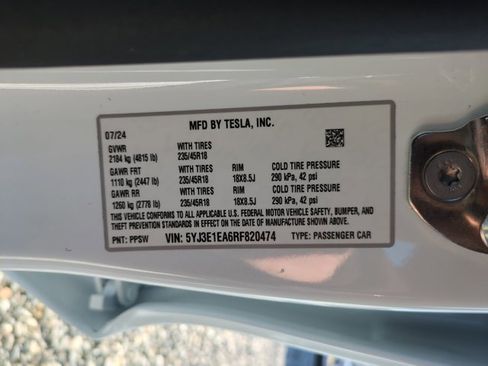 MFD BY TESLA, INC.
07/24
GVWR WITH TIRES
2184 kg (4815 lb) 235/45R18
GAWR FRT WITH TIRES RIM COLD TIRE PRESSURE
1110 kg (2447 lb) 235/45R18 18X8.5J 290 kPa, 42 psi
GAWR RR WITH TIRES RIM COLD TIRE PRESSURE
1260 kg (2778 lb) 235/45R18 18X8.5J 290 kPa, 42 psi
THIS VEHICLE CONFORMS TO ALL APPLICABLE U.S. FEDERAL MOTOR VEHICLE SAFETY, BUMPER, AND
THEFT PREVENTION STANDARDS IN EFFECT ON THE DATE OF MANUFACTURE SHOWN ABOVE.
PNT: PPSW VIN: 5YJ3E1EA6RF820474 TYPE: PASSENGER CAR